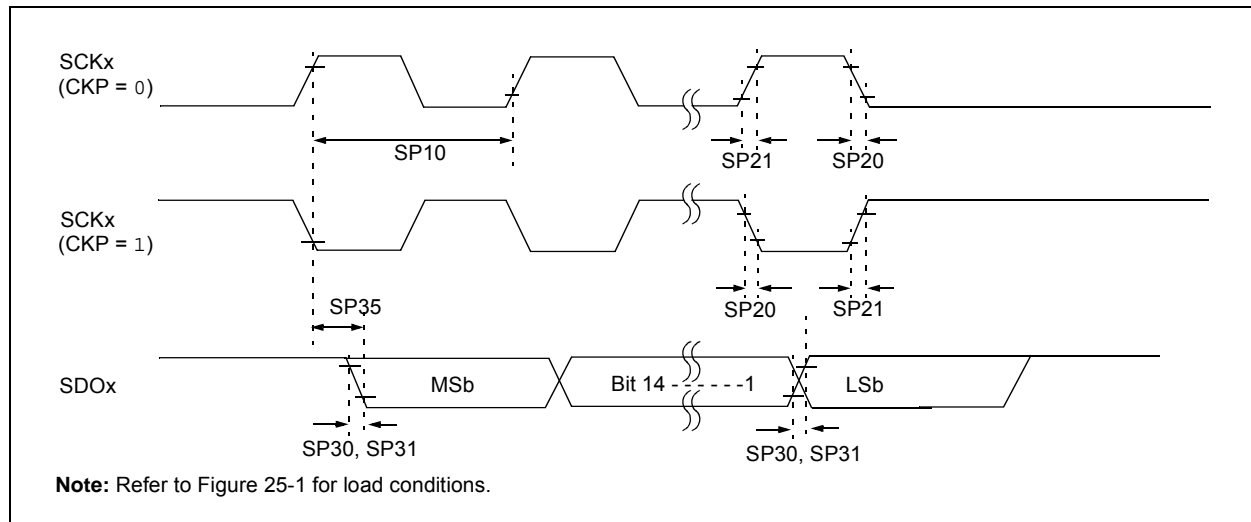 SCKx
(CKP = 0)
SP10
SP21
SP20
SCKx
(CKP = 1)
SP35
SP20
SP21
SDOx
MSb
Bit 14 - - - - - -1
LSb
SP30, SP31
SP30, SP31
Note: Refer to Figure 25-1 for load conditions.